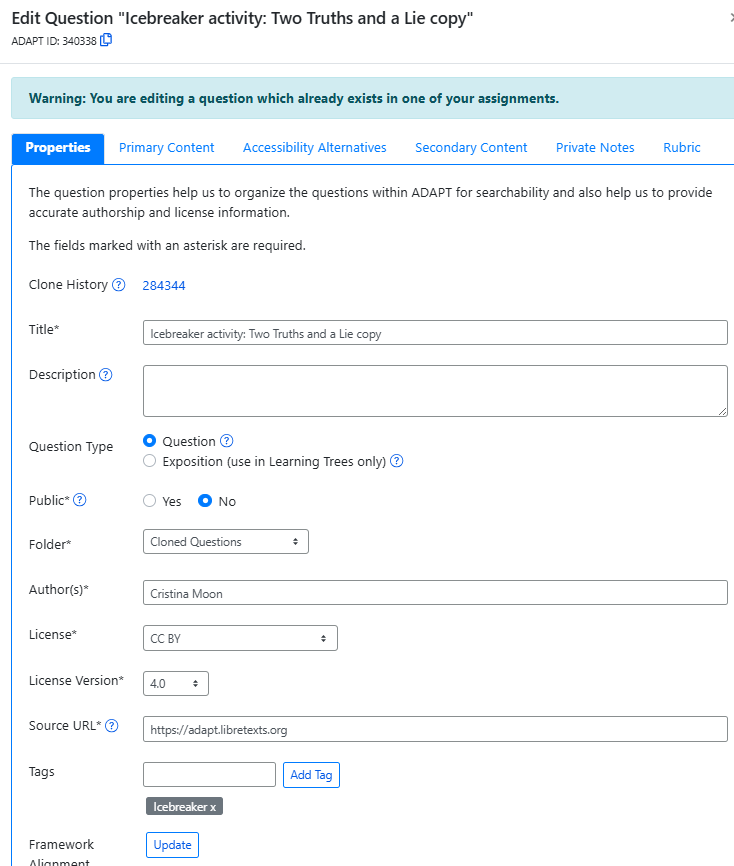 Edit Question "Icebreaker activity: Two Truths and a Lie copy"
ADAPT ID: 340338
Warning: You are editing a question which already exists in one of your assignments.
Properties Primary Content Accessibility Alternatives Secondary Content Private Notes Rubric
The question properties help us to organize the questions within ADAPT for searchability and also help us to provide
accurate authorship and license information.
The fields marked with an asterisk are required.
Clone History ? 284344
Title* Icebreaker activity: Two Truths and a Lie copy
Description ?
Question Type
Question ?
Exposition (use in Learning Trees only) ?
Public* ? Yes No
Folder* Cloned Questions
Author(s)* Cristina Moon
License* CC BY
License Version* 4.0
Source URL* ? https://adapt.libretexts.org
Tags Add Tag
Icebreaker x
Framework Update
Alignment